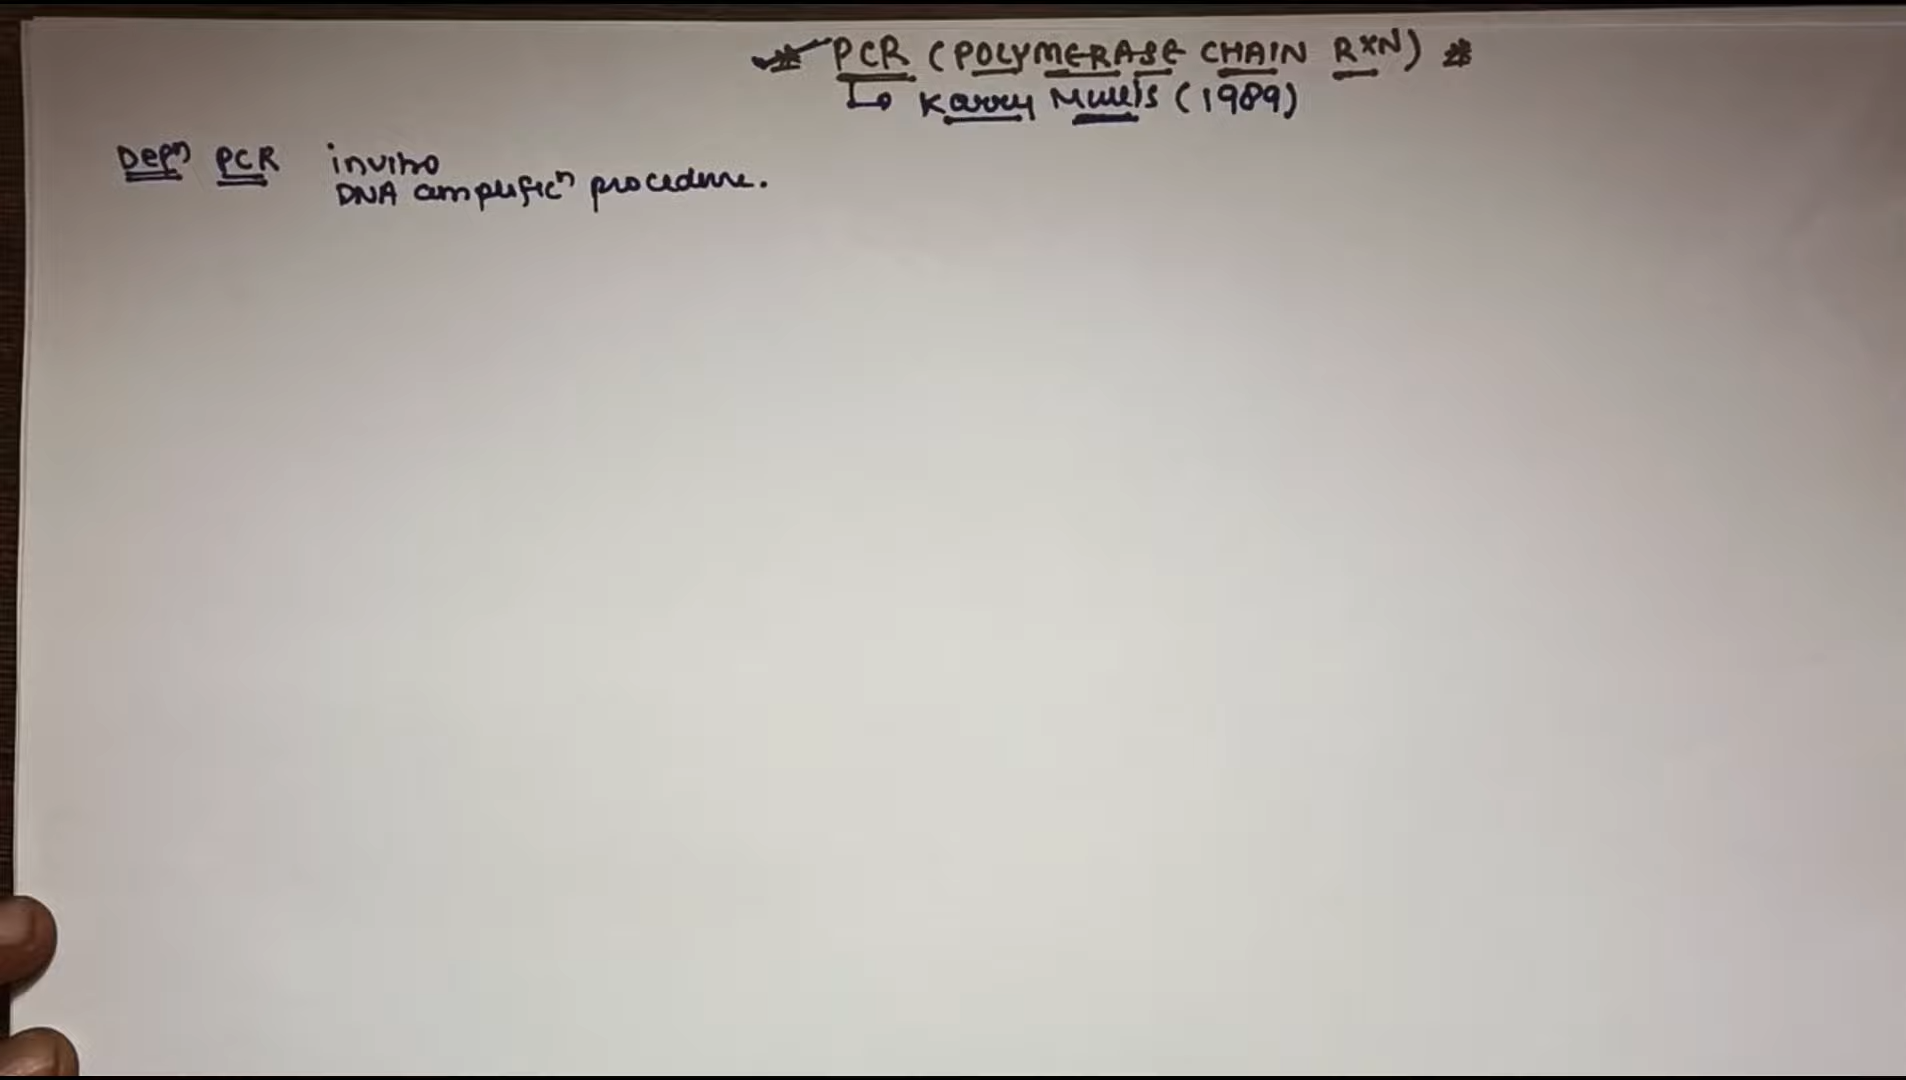 * PCR (POLYMERASE CHAIN RXN) *
↳ Karry Mullis (1989)
Defⁿ PCR invitro
DNA amplificⁿ procedure.